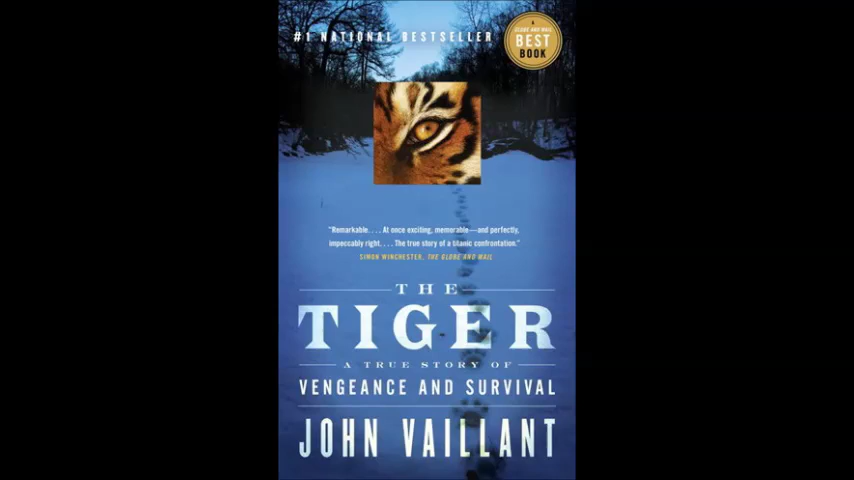 #1 NATIONAL BESTSELLER
A
GLOBE AND MAIL
BEST
BOOK
"Remarkable. . . . At once exciting, memorable—and perfectly,
impeccably right. . . . The true story of a titanic confrontation."
SIMON WINCHESTER, THE GLOBE AND MAIL
THE
TIGER
A TRUE STORY OF
VENGEANCE AND SURVIVAL
JOHN VAILLANT